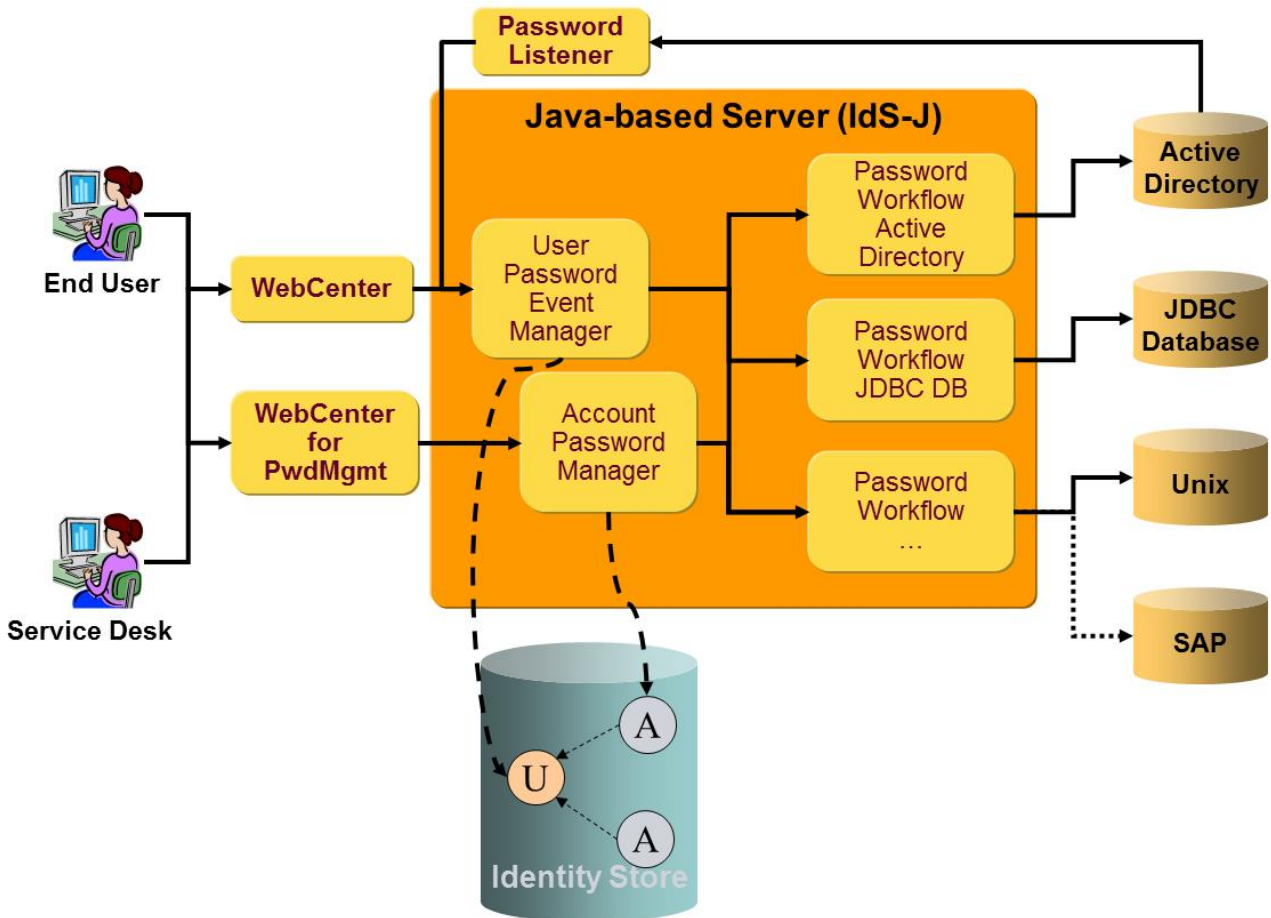 Password
Listener
Java-based Server (IdS-J)
Active
Directory
Password
Workflow
Active
Directory
End User
WebCenter
User
Password
Event
Manager
JDBC
Database
Password
Workflow
JDBC DB
WebCenter
for
PwdMgmt
Account
Password
Manager
Password
Workflow
...
Unix
Service Desk
SAP
A
U
A
Identity Store